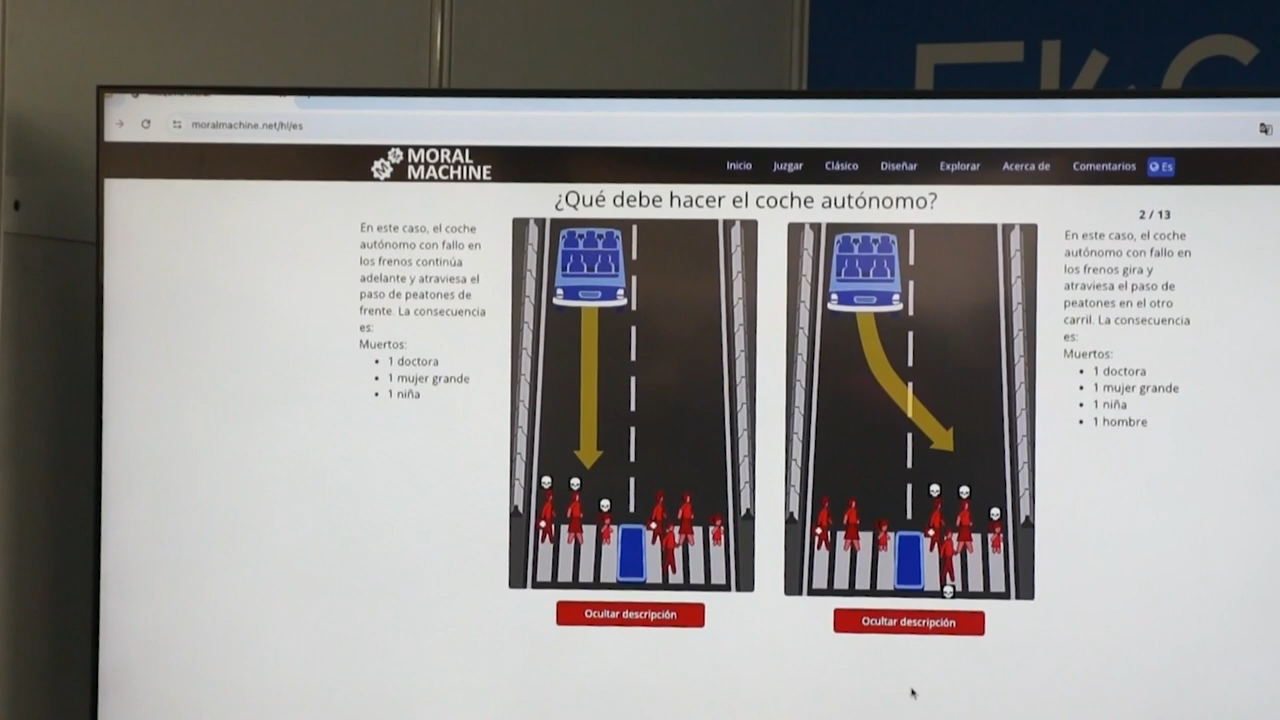 moralmachine.net/hl/es
MORAL
MACHINE
Inicio
Juzgar
Clásico
Diseñar
Explorar
Acerca de
Comentarios
Es
¿Qué debe hacer el coche autónomo?
2 / 13
En este caso, el coche
autónomo con fallo en
los frenos continúa
adelante y atraviesa el
paso de peatones de
frente. La consecuencia
es:
Muertos:
• 1 doctora
• 1 mujer grande
• 1 niña
En este caso, el coche
autónomo con fallo en
los frenos gira y
atraviesa el paso de
peatones en el otro
carril. La consecuencia
es:
Muertos:
• 1 doctora
• 1 mujer grande
• 1 niña
• 1 hombre
Ocultar descripción
Ocultar descripción